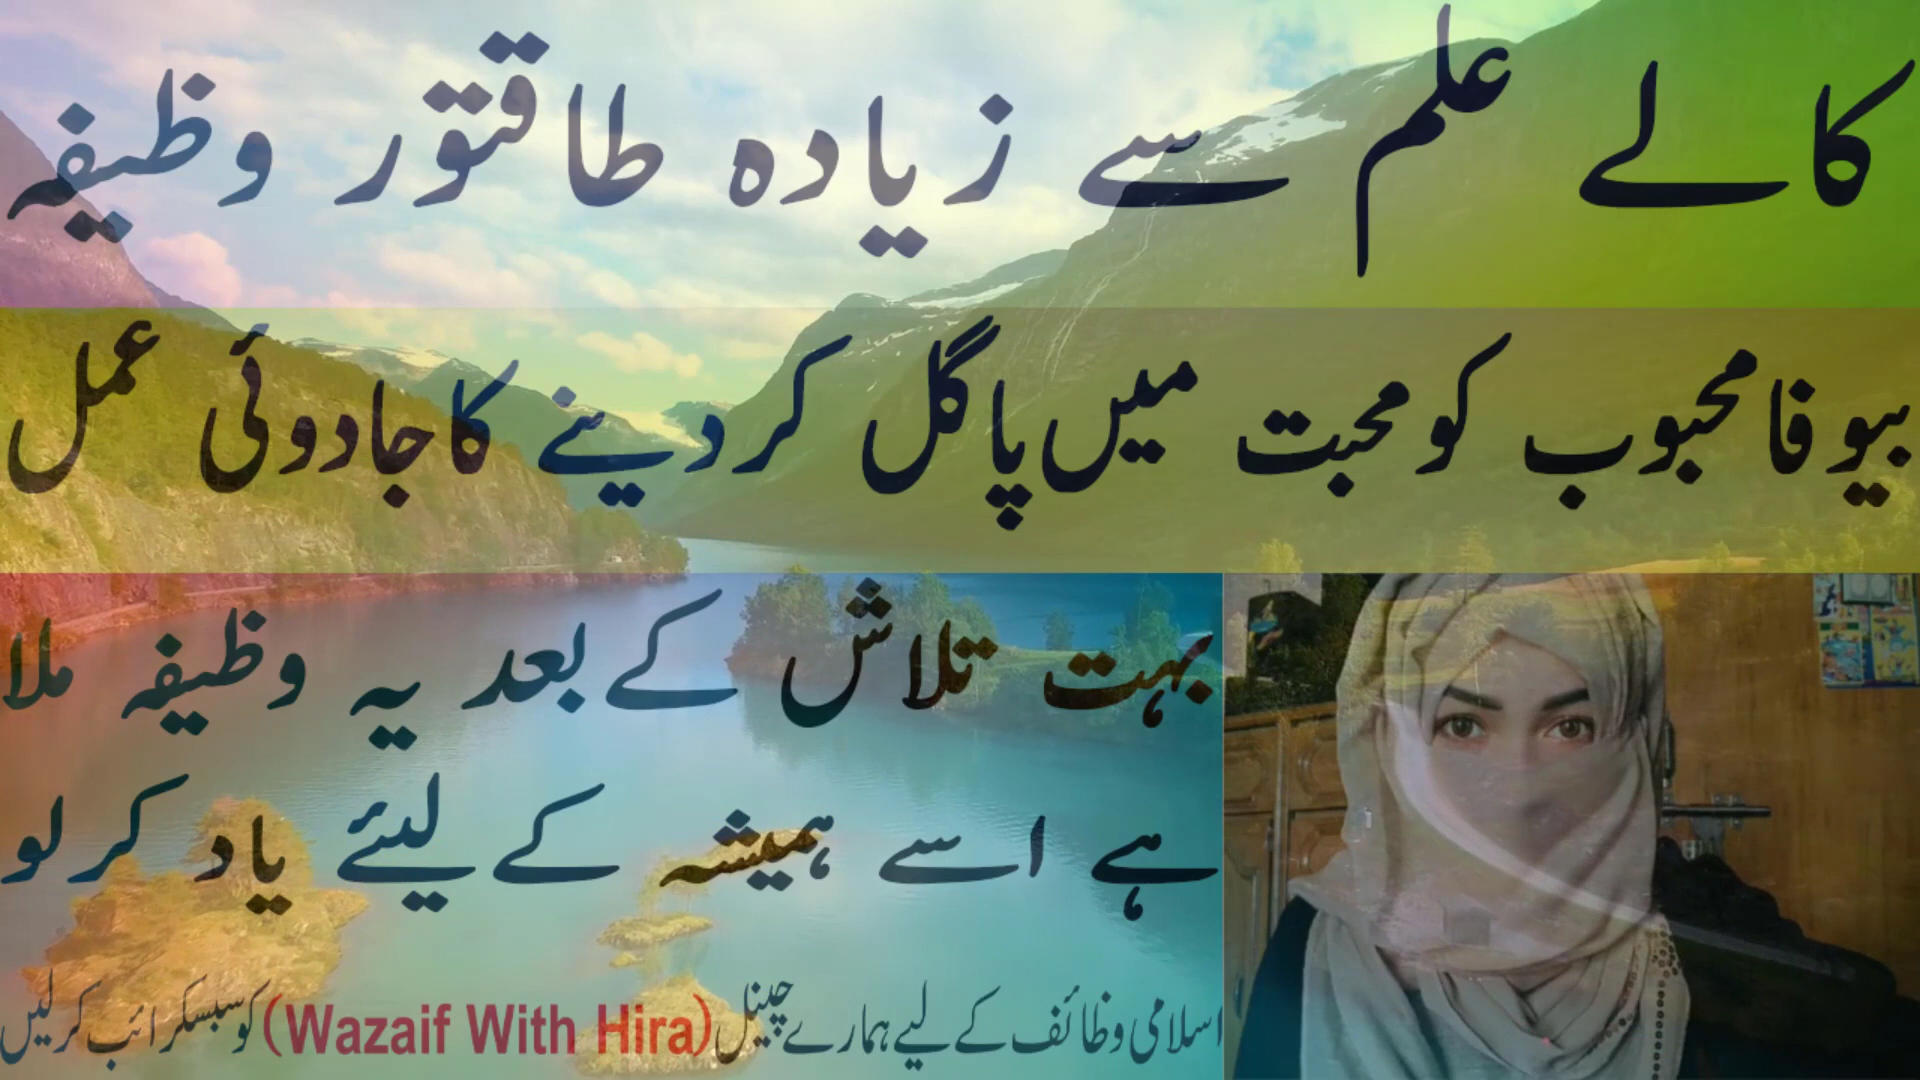 کالے علم سے زیادہ طاقتور وظیفہ
بیوفا محبوب کو محبت میں پاگل کردینے کا جادوئی عمل
بہت تلاش کے بعد یہ وظیفہ ملا
ہے اسے ہمیشہ کے لیئے یاد کرلو
اسلامی وظائف کے لیے ہمارے چینل (Wazaif With Hira) کو سبسکرائب کرلیں